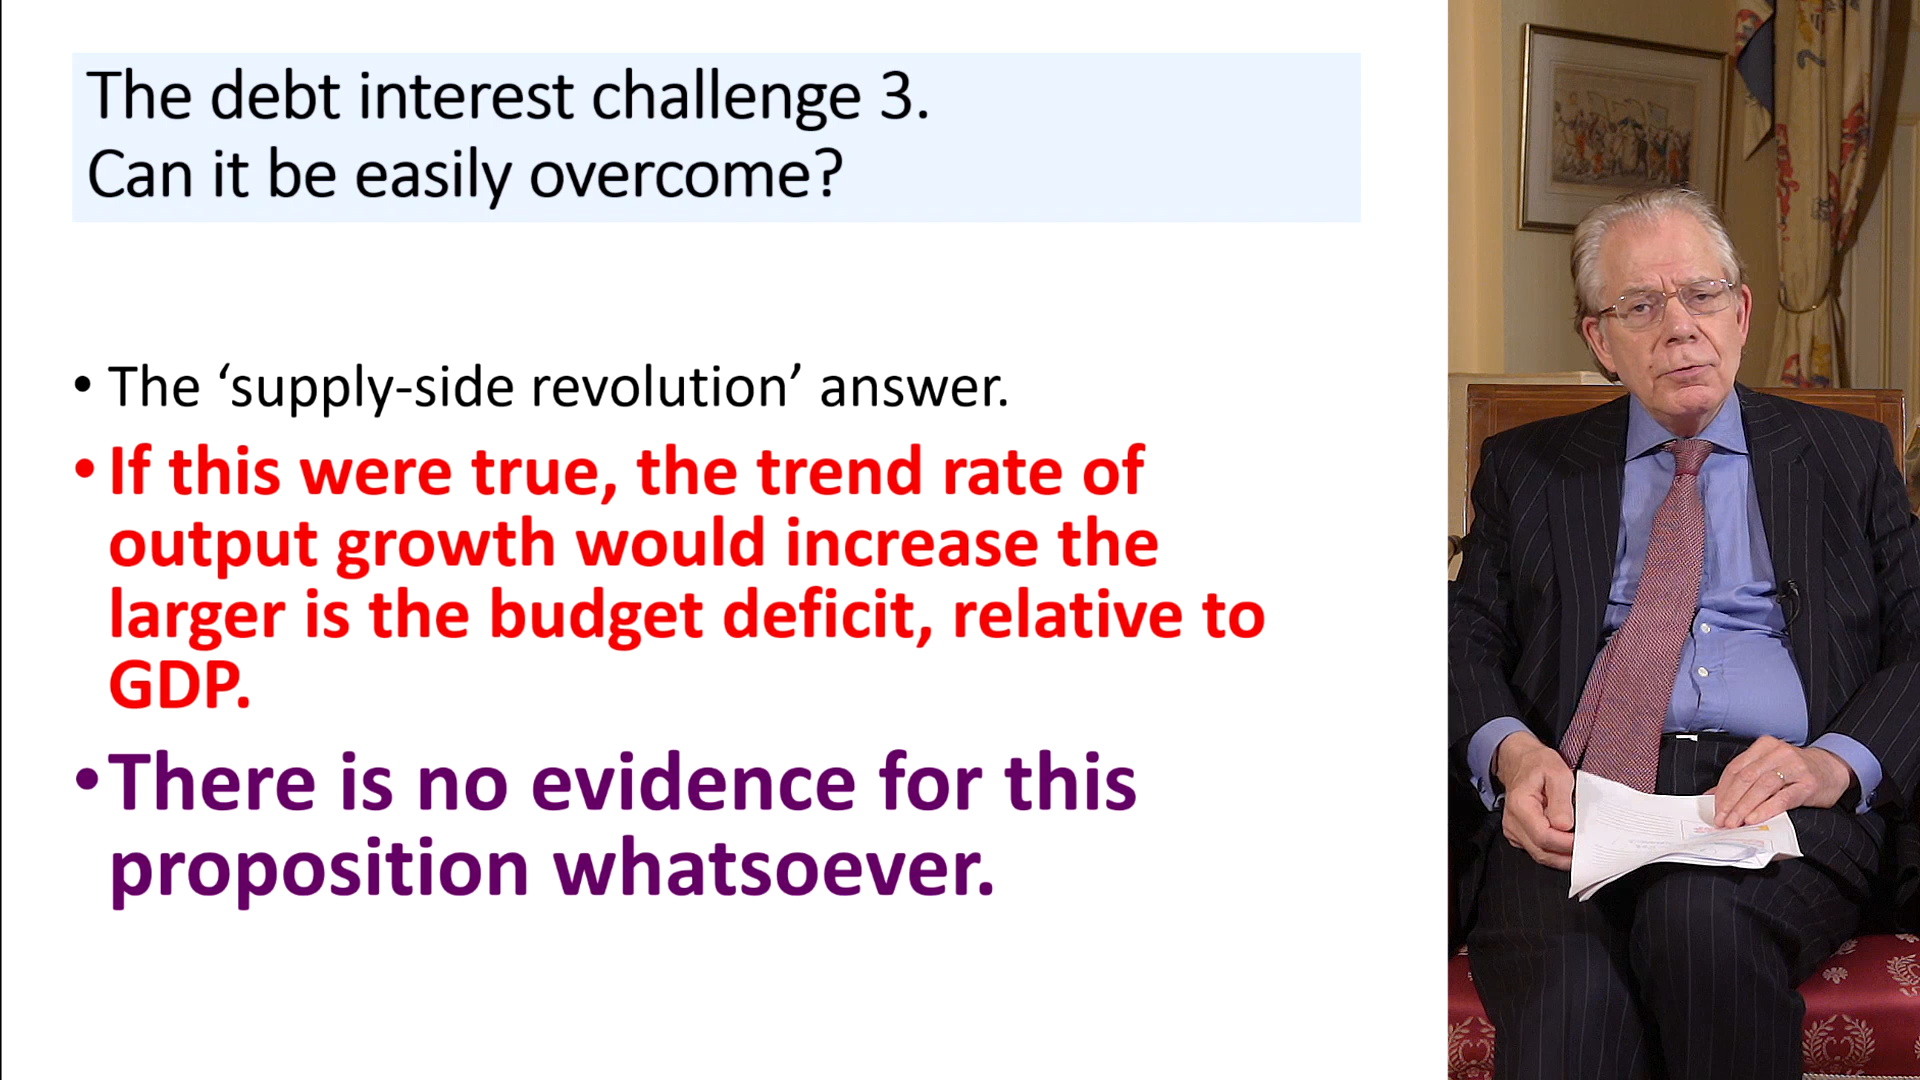 The debt interest challenge 3.
Can it be easily overcome?
• The ‘supply-side revolution’ answer.
• If this were true, the trend rate of
output growth would increase the
larger is the budget deficit, relative to
GDP.
• There is no evidence for this
proposition whatsoever.